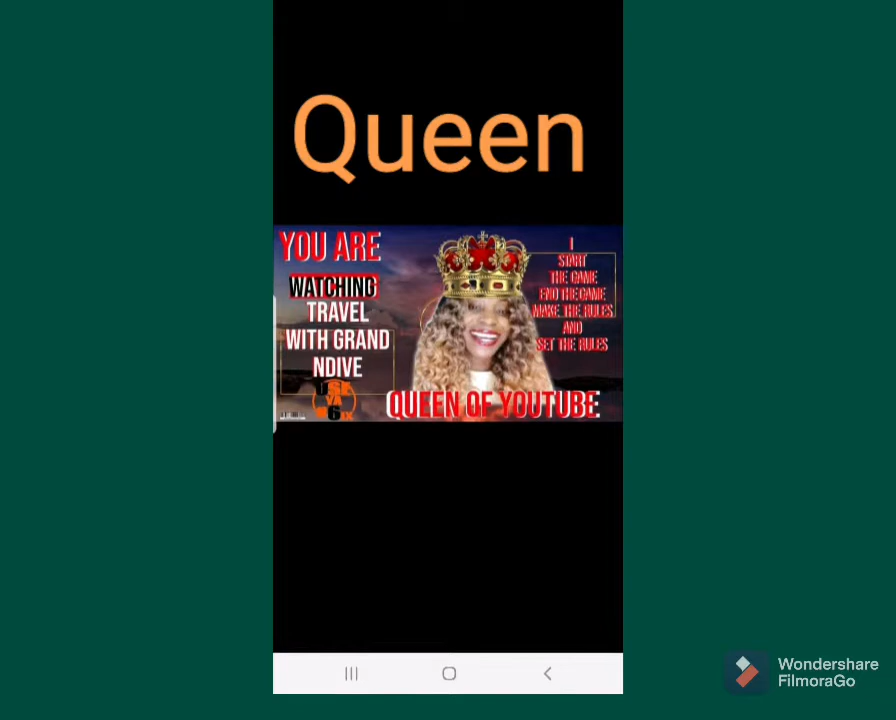 Queen
YOU ARE
WATCHING
TRAVEL
WITH GRAND
NDIVE
I
START
THE GAME
END THE GAME
MAKE THE RULES
AND
SET THE RULES
QUEEN OF YOUTUBE
Wondershare
FilmoraGo